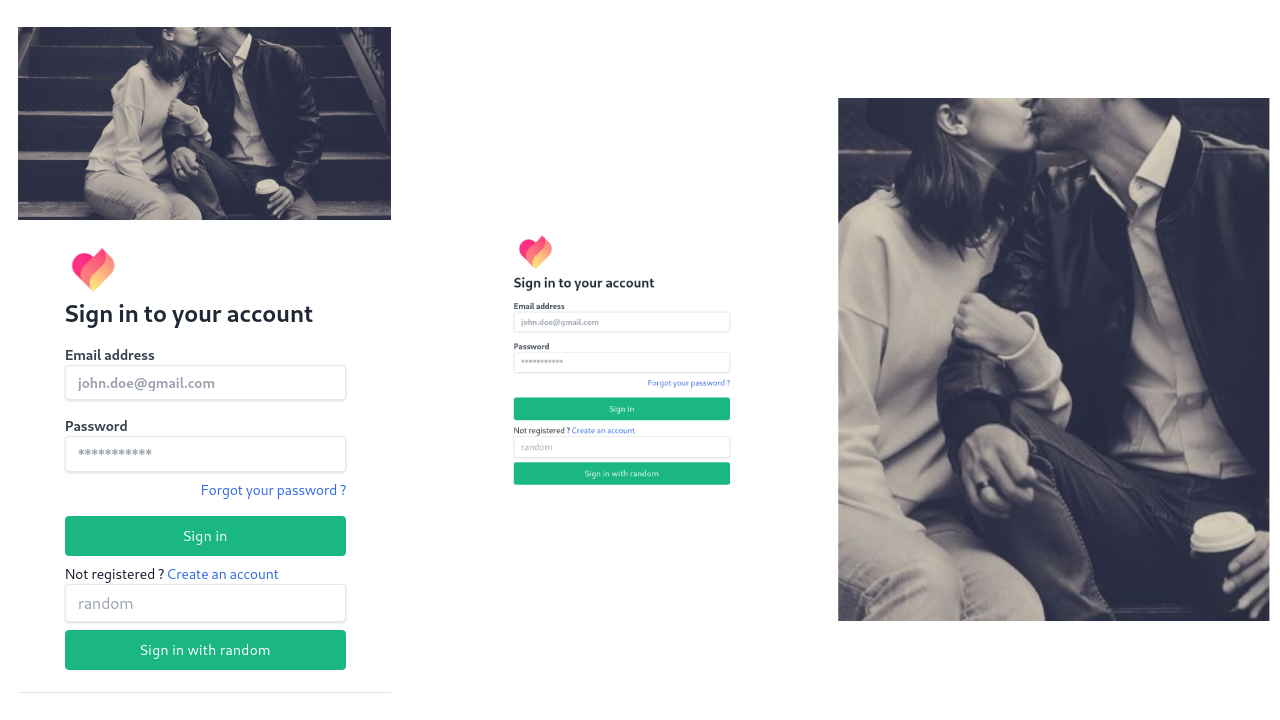 Sign in to your account
Email address
john.doe@gmail.com
Password
***********
Forgot your password ?
Sign in
Not registered ? Create an account
random
Sign in with random
Sign in to your account
Email address
john.doe@gmail.com
Password
***********
Forgot your password ?
Sign in
Not registered ? Create an account
random
Sign in with random